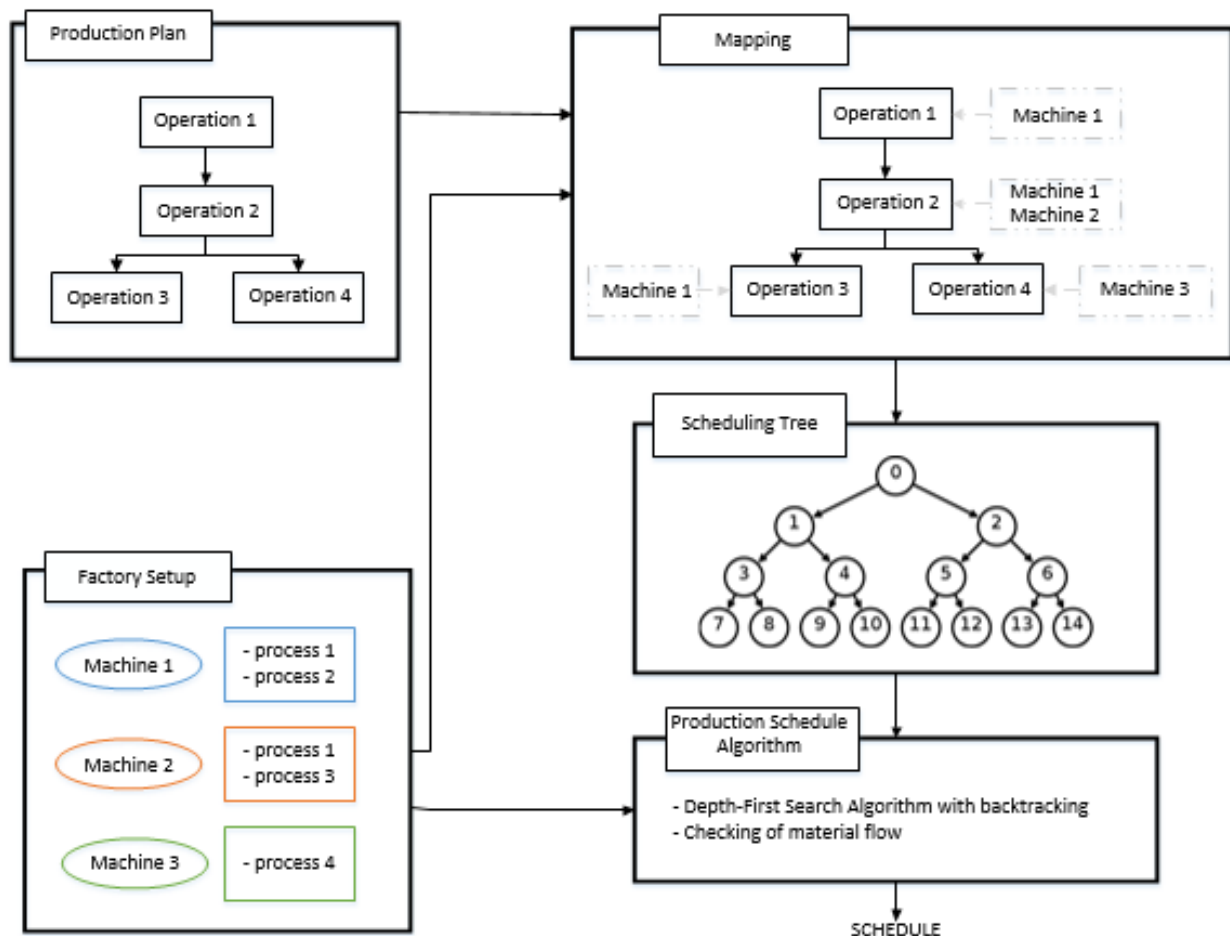 Production Plan
Operation 1
Operation 2
Operation 3
Operation 4
Mapping
Operation 1
Machine 1
Operation 2
Machine 1
Machine 2
Machine 1
Operation 3
Operation 4
Machine 3
Scheduling Tree
0
1
2
3
4
5
6
7
8
9
10
11
12
13
14
Factory Setup
Machine 1
- process 1
- process 2
Machine 2
- process 1
- process 3
Machine 3
- process 4
Production Schedule
Algorithm
- Depth-First Search Algorithm with backtracking
- Checking of material flow
SCHEDULE